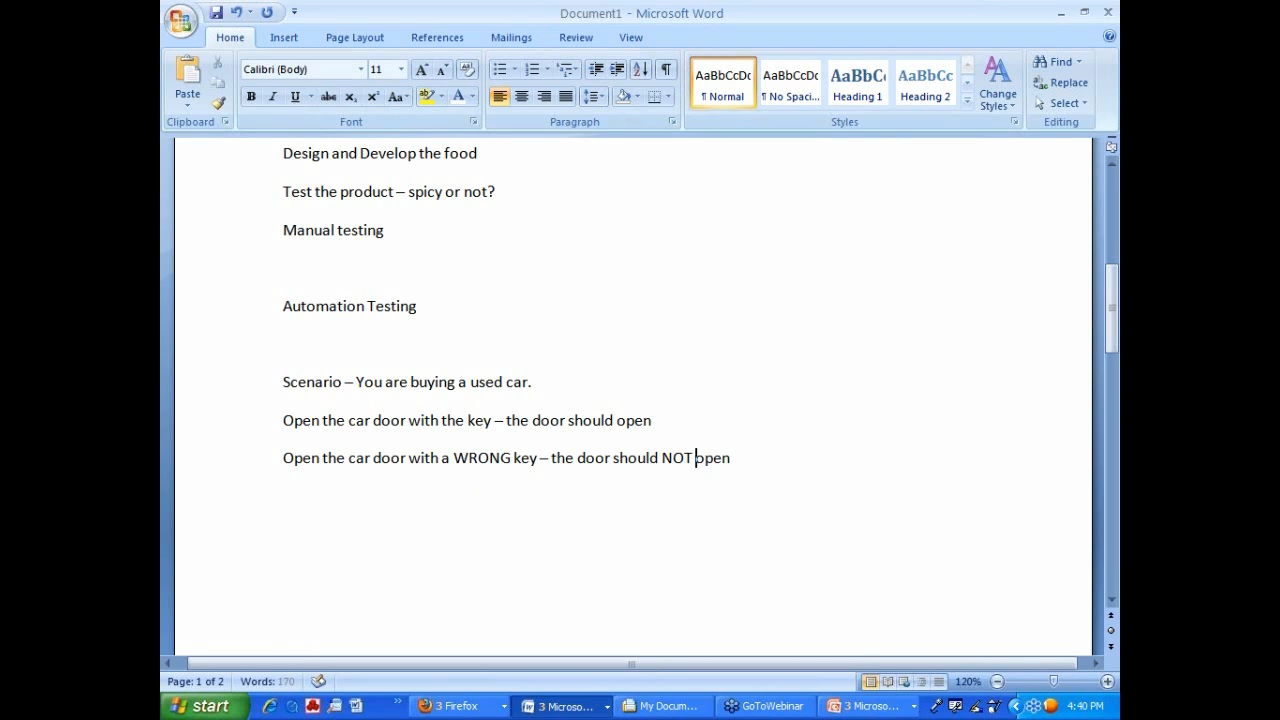 Document1 - Microsoft Word
Home Insert Page Layout References Mailings Review View
Paste
Calibri (Body) 11
AaBbCcDc AaBbCcDc AaBbC AaBbCc
¶ Normal ¶ No Spaci... Heading 1 Heading 2
Change Styles
Find
Replace
Select
Clipboard Font Paragraph Styles Editing
Design and Develop the food
Test the product – spicy or not?
Manual testing
Automation Testing
Scenario – You are buying a used car.
Open the car door with the key – the door should open
Open the car door with a WRONG key – the door should NOT open
Page: 1 of 2 Words: 170 120%
start 3 Firefox 3 Microso... My Docum... GoToWebinar 3 Microso... 4:40 PM